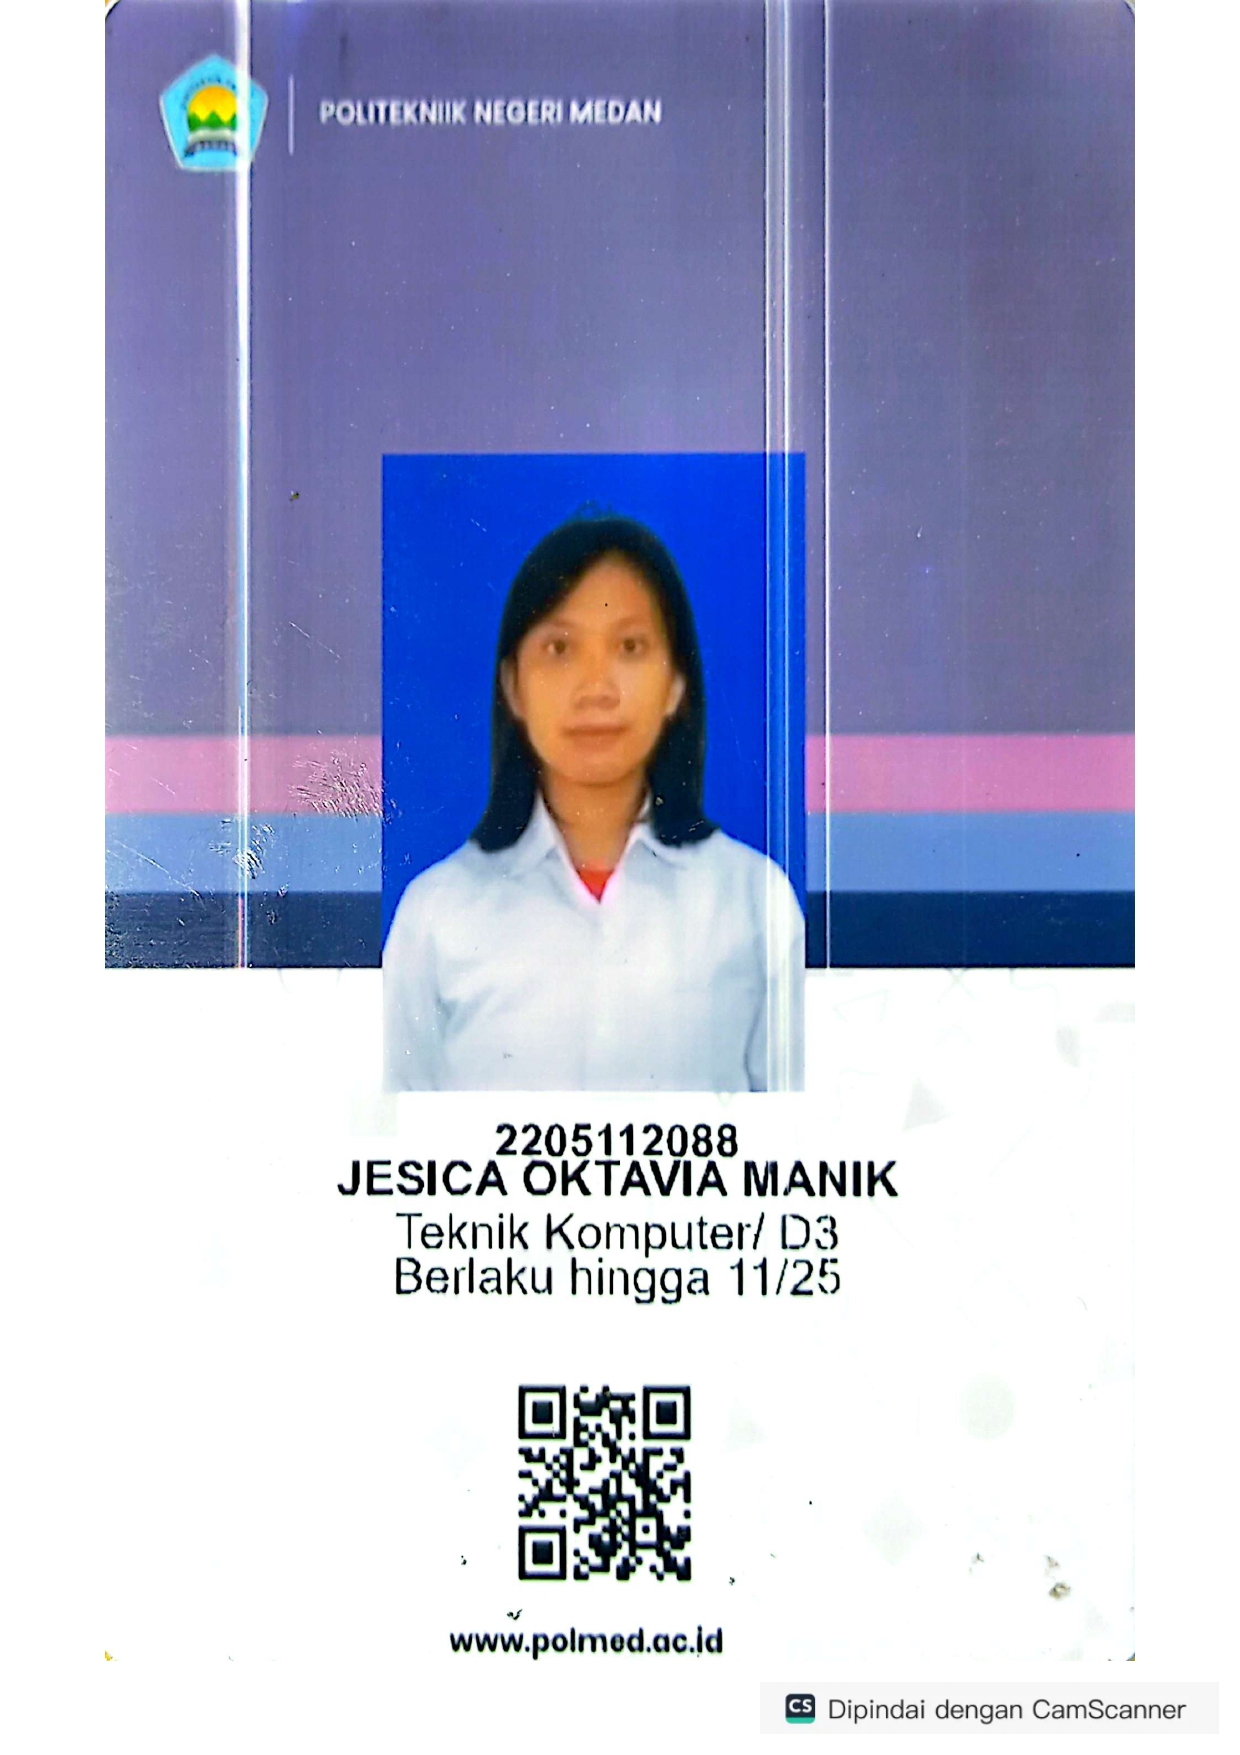 POLITEKNIIK NEGERI MEDAN
2205112088
JESICA OKTAVIA MANIK
Teknik Komputer/ D3
Berlaku hingga 11/25
www.polmed.ac.id
CS Dipindai dengan CamScanner